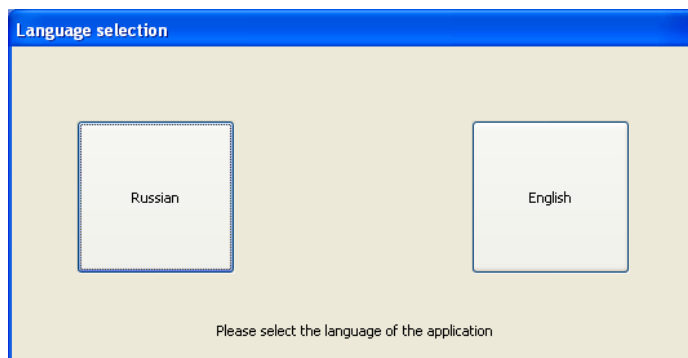 Language selection
Russian
English
Please select the language of the application